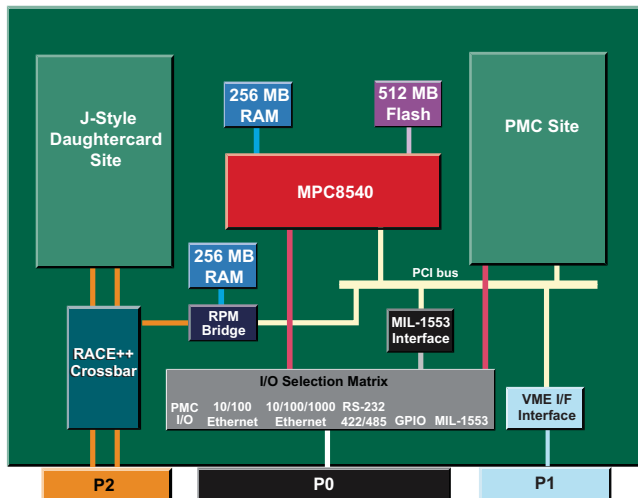 J-Style
Daughtercard
Site
256 MB
RAM
512 MB
Flash
PMC Site
MPC8540
PCI bus
256 MB
RAM
RPM
Bridge
MIL-1553
Interface
RACE++
Crossbar
I/O Selection Matrix
PMC 10/100 10/100/1000 RS-232
I/O Ethernet Ethernet 422/485 GPIO MIL-1553
VME I/F
Interface
P2
P0
P1